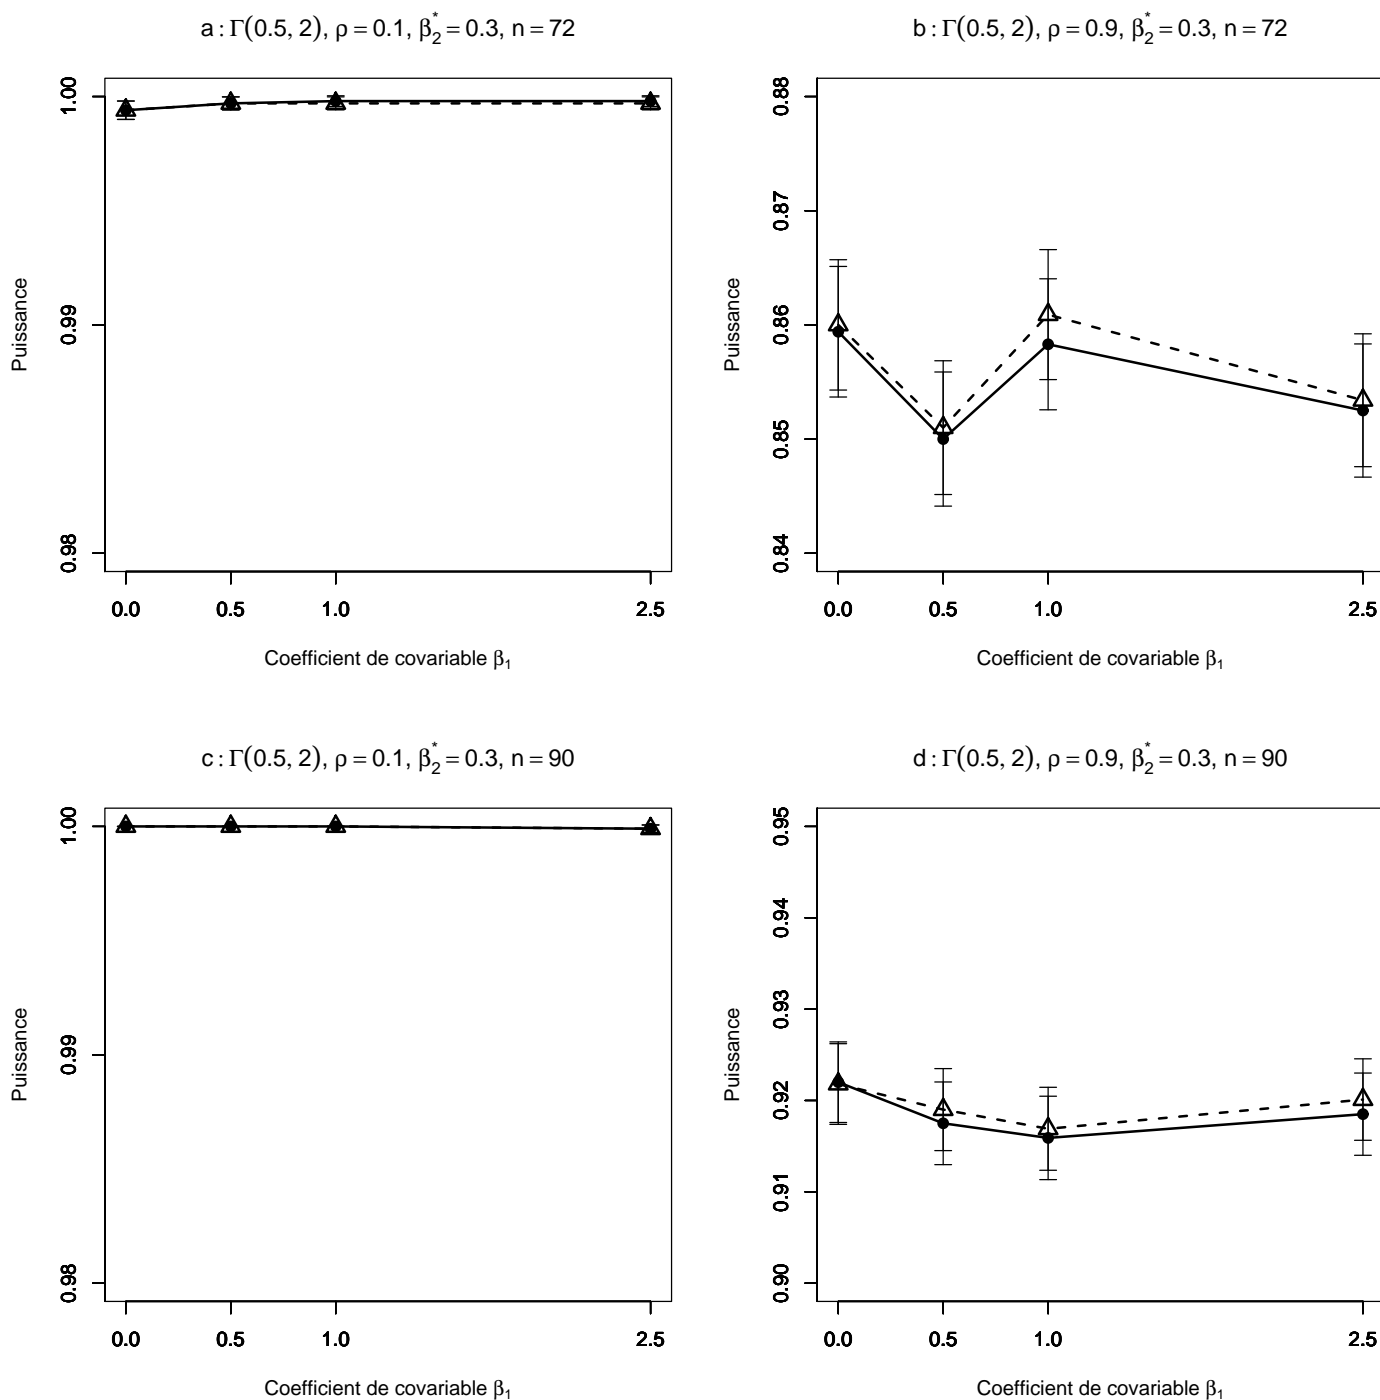 a : Γ(0.5, 2), ρ = 0.1, β₂* = 0.3, n = 72
Puissance
1.00
0.99
0.98
0.0 0.5 1.0 2.5
Coefficient de covariable β₁
b : Γ(0.5, 2), ρ = 0.9, β₂* = 0.3, n = 72
Puissance
0.88
0.87
0.86
0.85
0.84
0.0 0.5 1.0 2.5
Coefficient de covariable β₁
c : Γ(0.5, 2), ρ = 0.1, β₂* = 0.3, n = 90
Puissance
1.00
0.99
0.98
0.0 0.5 1.0 2.5
Coefficient de covariable β₁
d : Γ(0.5, 2), ρ = 0.9, β₂* = 0.3, n = 90
Puissance
0.95
0.94
0.93
0.92
0.91
0.90
0.0 0.5 1.0 2.5
Coefficient de covariable β₁